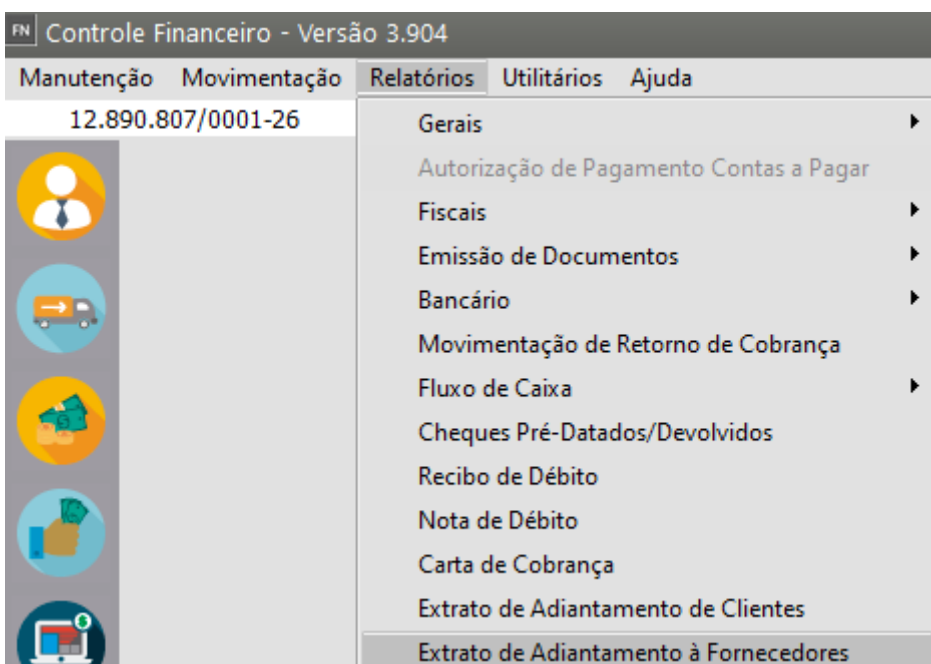 FN Controle Financeiro - Versão 3.904
Manutenção Movimentação Relatórios Utilitários Ajuda
12.890.807/0001-26
Gerais
Autorização de Pagamento Contas a Pagar
Fiscais
Emissão de Documentos
Bancário
Movimentação de Retorno de Cobrança
Fluxo de Caixa
Cheques Pré-Datados/Devolvidos
Recibo de Débito
Nota de Débito
Carta de Cobrança
Extrato de Adiantamento de Clientes
Extrato de Adiantamento à Fornecedores